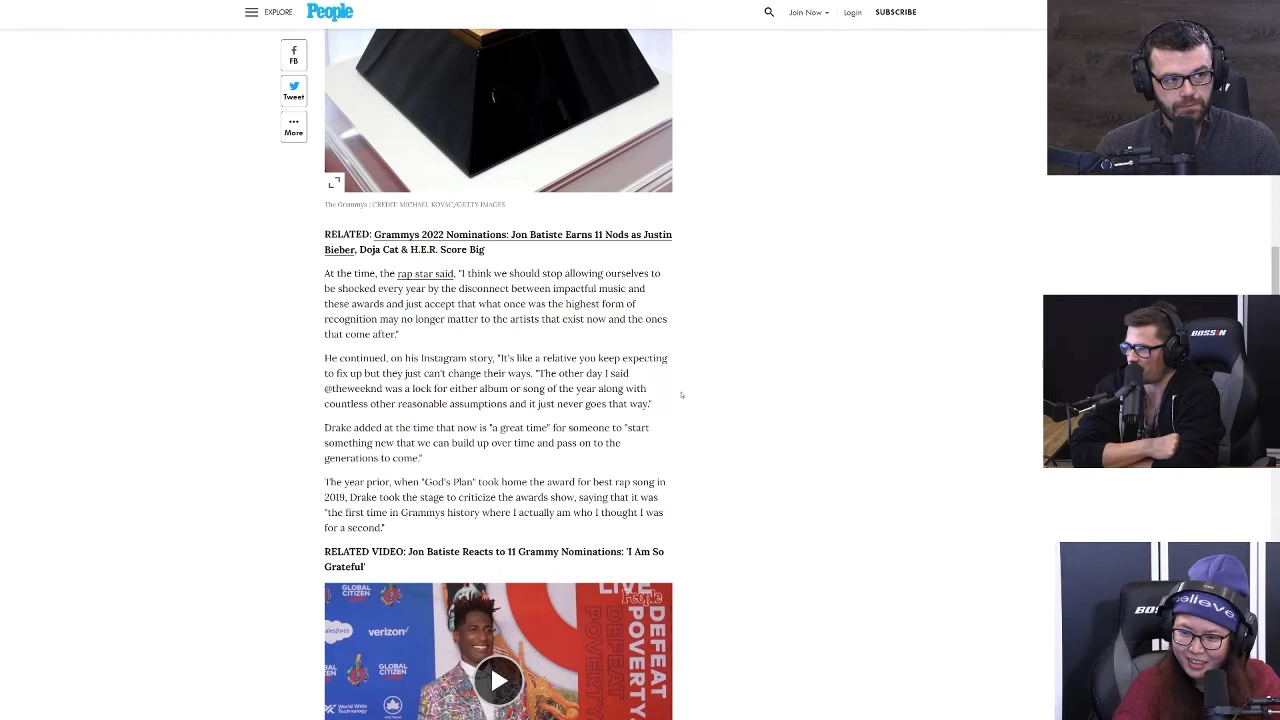 EXPLORE
People
Join Now
Login
SUBSCRIBE
FB
Tweet
More
The Grammys | CREDIT: MICHAEL KOVAC/GETTY IMAGES
RELATED: Grammys 2022 Nominations: Jon Batiste Earns 11 Nods as Justin
Bieber, Doja Cat & H.E.R. Score Big
At the time, the rap star said, "I think we should stop allowing ourselves to
be shocked every year by the disconnect between impactful music and
these awards and just accept that what once was the highest form of
recognition may no longer matter to the artists that exist now and the ones
that come after."
He continued, on his Instagram story, "It's like a relative you keep expecting
to fix up but they just can't change their ways. "The other day I said
@theweeknd was a lock for either album or song of the year along with
countless other reasonable assumptions and it just never goes that way."
Drake added at the time that now is "a great time" for someone to "start
something new that we can build up over time and pass on to the
generations to come."
The year prior, when "God's Plan" took home the award for best rap song in
2019, Drake took the stage to criticize the awards show, saying that it was
"the first time in Grammys history where I actually am who I thought I was
for a second."
RELATED VIDEO: Jon Batiste Reacts to 11 Grammy Nominations: 'I Am So
Grateful'
GLOBAL
CITIZEN
People
salesforce
verizon
GLOBAL
CITIZEN
World Wide
Technology
DEFEAT
POVERTY
DEFEAT
POVERTY
BOSSIN
believe